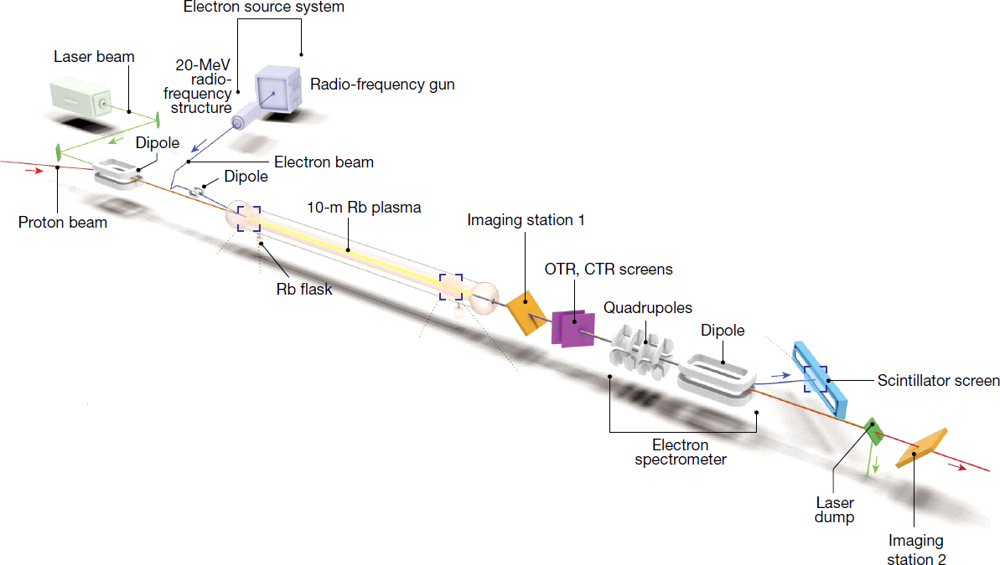 Electron source system
Laser beam
20-MeV
radio-
frequency
structure
Radio-frequency gun
Dipole
Electron beam
Dipole
Proton beam
10-m Rb plasma
Imaging station 1
Rb flask
OTR, CTR screens
Quadrupoles
Dipole
Scintillator screen
Electron
spectrometer
Laser
dump
Imaging
station 2